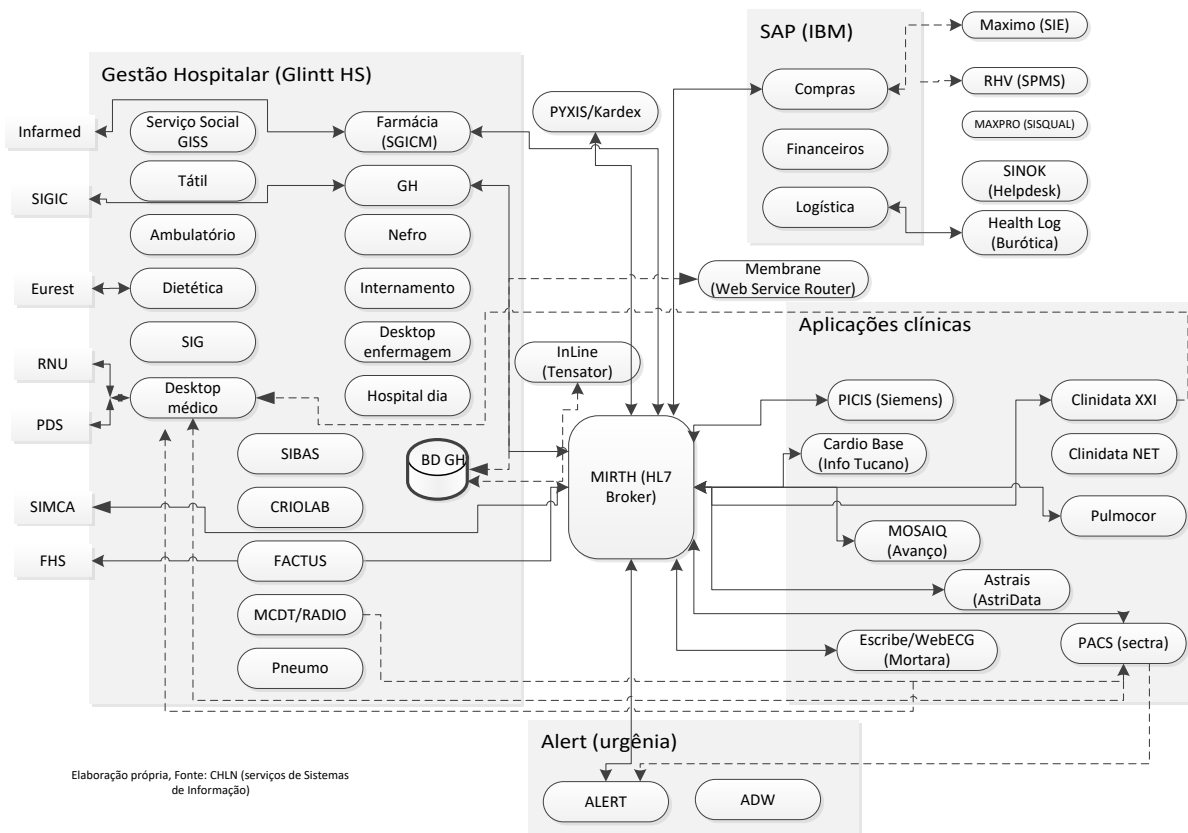 SAP (IBM)
Maximo (SIE)
Gestão Hospitalar (Glintt HS)
Compras
RHV (SPMS)
PYXIS/Kardex
Infarmed
Serviço Social
GISS
Farmácia
(SGICM)
MAXPRO (SISQUAL)
Financeiros
Tátil
GH
SINOK
(Helpdesk)
SIGIC
Logística
Ambulatório
Nefro
Health Log
(Burótica)
Membrane
(Web Service Router)
Eurest
Dietética
Internamento
Aplicações clínicas
SIG
Desktop
enfermagem
InLine
(Tensator)
RNU
Desktop
médico
Hospital dia
PICIS (Siemens)
Clinidata XXI
PDS
SIBAS
BD GH
MIRTH (HL7
Broker)
Cardio Base
(Info Tucano)
Clinidata NET
SIMCA
CRIOLAB
Pulmocor
MOSAIQ
(Avanço)
FHS
FACTUS
Astrais
(AstriData
MCDT/RADIO
Escribe/WebECG
(Mortara)
PACS (sectra)
Pneumo
Alert (urgênia)
Elaboração própria, Fonte: CHLN (serviços de Sistemas
de Informação)
ALERT
ADW